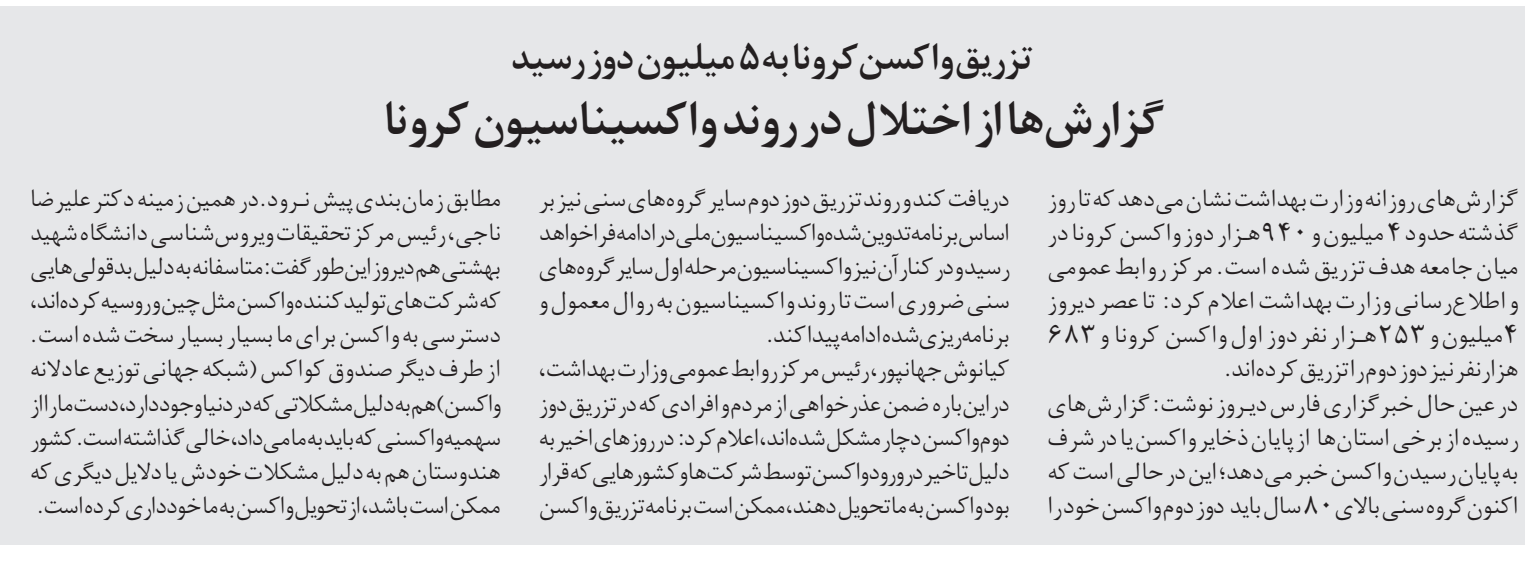 تزریق واکسن کرونا به ۵ میلیون دوز رسید
گزارش‌ها از اختلال در روند واکسیناسیون کرونا
گزارش‌های روزانه وزارت بهداشت نشان می‌دهد که تا روز
گذشته حدود ۴ میلیون و ۹۴۰ هزار دوز واکسن کرونا در
میان جامعه هدف تزریق شده است. مرکز روابط عمومی
و اطلاع‌رسانی وزارت بهداشت اعلام کرد: تا عصر دیروز
۴میلیون و ۲۵۳هزار نفر دوز اول واکسن کرونا و ۶۸۳
هزار نفر نیز دوز دوم را تزریق کرده‌اند.
در عین حال خبرگزاری فارس دیروز نوشت: گزارش‌های
رسیده از برخی استان‌ها از پایان ذخایر واکسن یا در شرف
به پایان رسیدن واکسن خبر می‌دهد؛ این در حالی است که
اکنون گروه سنی بالای ۸۰ سال باید دوز دوم واکسن خود را
دریافت کند و روند تزریق دوز دوم سایر گروه‌های سنی نیز بر
اساس برنامه تدوین شده واکسیناسیون ملی در ادامه فرا خواهد
رسید و در کنار آن نیز واکسیناسیون مرحله اول سایر گروه‌های
سنی ضروری است تا روند واکسیناسیون به روال معمول و
برنامه‌ریزی شده ادامه پیدا کند.
کیانوش جهانپور، رئیس مرکز روابط عمومی وزارت بهداشت،
در این باره ضمن عذرخواهی از مردم و افرادی که در تزریق دوز
دوم واکسن دچار مشکل شده‌اند، اعلام کرد: در روزهای اخیر به
دلیل تاخیر در ورود واکسن توسط شرکت‌ها و کشورهایی که قرار
بود واکسن به ما تحویل دهند، ممکن است برنامه تزریق واکسن
مطابق زمان‌بندی پیش نرود. در همین زمینه دکتر علیرضا
ناجی، رئیس مرکز تحقیقات ویروس‌شناسی دانشگاه شهید
بهشتی هم دیروز این‌طور گفت: متاسفانه به دلیل بدقولی‌هایی
که شرکت‌های تولیدکننده واکسن مثل چین و روسیه کرده‌اند،
دسترسی به واکسن برای ما بسیار بسیار سخت شده است.
از طرف دیگر صندوق کواکس (شبکه جهانی توزیع عادلانه
واکسن) هم به دلیل مشکلاتی که در دنیا وجود دارد، دست ما را از
سهمیه واکسنی که باید به ما می‌داد، خالی گذاشته است. کشور
هندوستان هم به دلیل مشکلات خودش یا دلایل دیگری که
ممکن است باشد، از تحویل واکسن به ما خودداری کرده است.